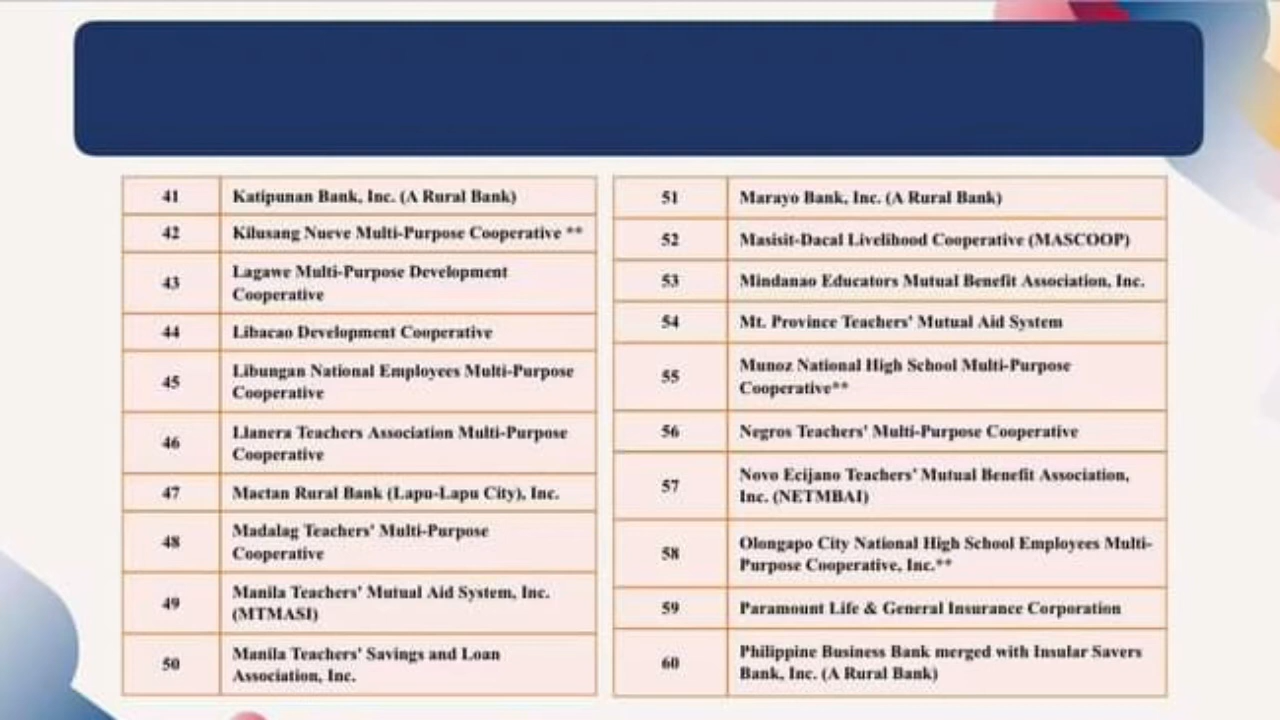 41 Katipunan Bank, Inc. (A Rural Bank)
42 Kilusang Nueve Multi-Purpose Cooperative **
43 Lagawe Multi-Purpose Development
Cooperative
44 Libacao Development Cooperative
45 Libungan National Employees Multi-Purpose
Cooperative
46 Llanera Teachers Association Multi-Purpose
Cooperative
47 Mactan Rural Bank (Lapu-Lapu City), Inc.
48 Madalag Teachers' Multi-Purpose
Cooperative
49 Manila Teachers' Mutual Aid System, Inc.
(MTMASI)
50 Manila Teachers' Savings and Loan
Association, Inc.
51 Marayo Bank, Inc. (A Rural Bank)
52 Masisit-Dacal Livelihood Cooperative (MASCOOP)
53 Mindanao Educators Mutual Benefit Association, Inc.
54 Mt. Province Teachers' Mutual Aid System
55 Munoz National High School Multi-Purpose
Cooperative**
56 Negros Teachers' Multi-Purpose Cooperative
57 Novo Ecijano Teachers' Mutual Benefit Association,
Inc. (NETMBAI)
58 Olongapo City National High School Employees Multi-
Purpose Cooperative, Inc.**
59 Paramount Life & General Insurance Corporation
60 Philippine Business Bank merged with Insular Savers
Bank, Inc. (A Rural Bank)